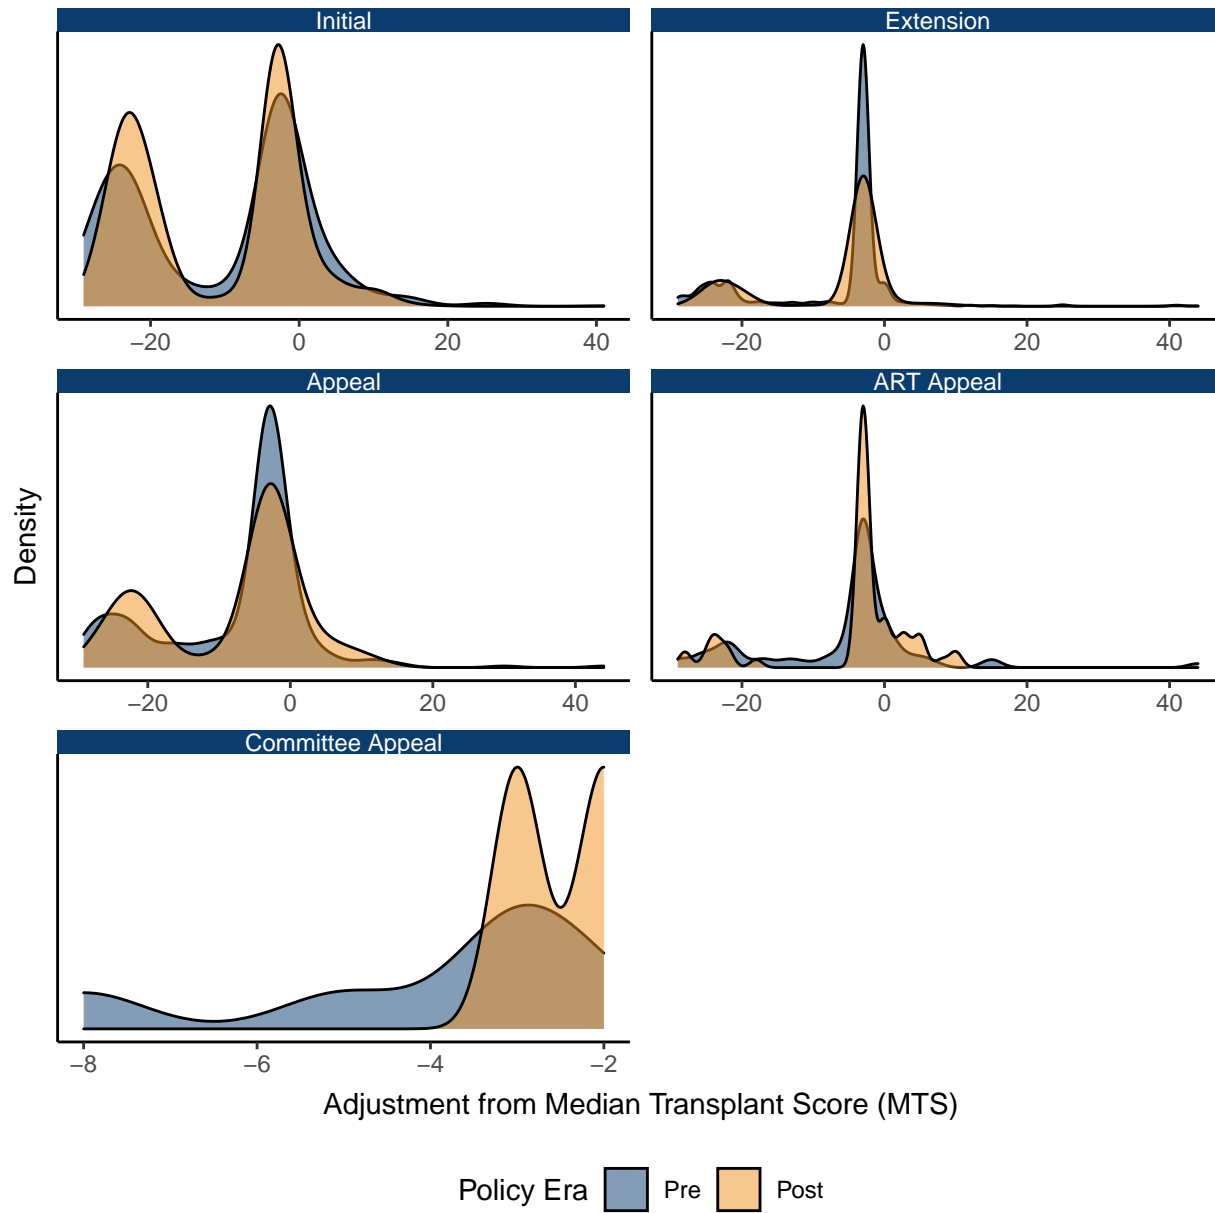 Initial
Extension
−20 0 20 40
−20 0 20 40
Appeal
ART Appeal
−20 0 20 40
−20 0 20 40
Committee Appeal
−8 −6 −4 −2
Density
Adjustment from Median Transplant Score (MTS)
Policy Era Pre Post